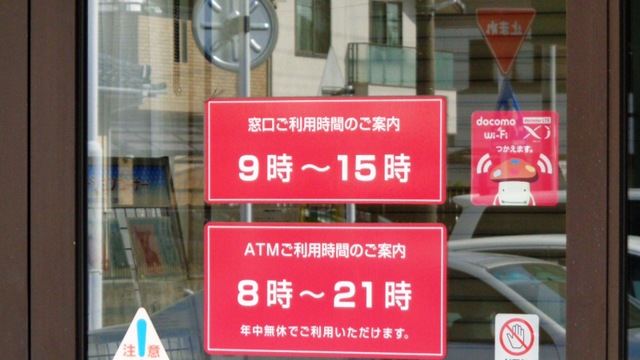 窓口ご利用時間のご案内
9時～15時
ATMご利用時間のご案内
8時～21時
年中無休でご利用いただけます。
docomo
Wi-Fi
Xi
つかえます。
注意